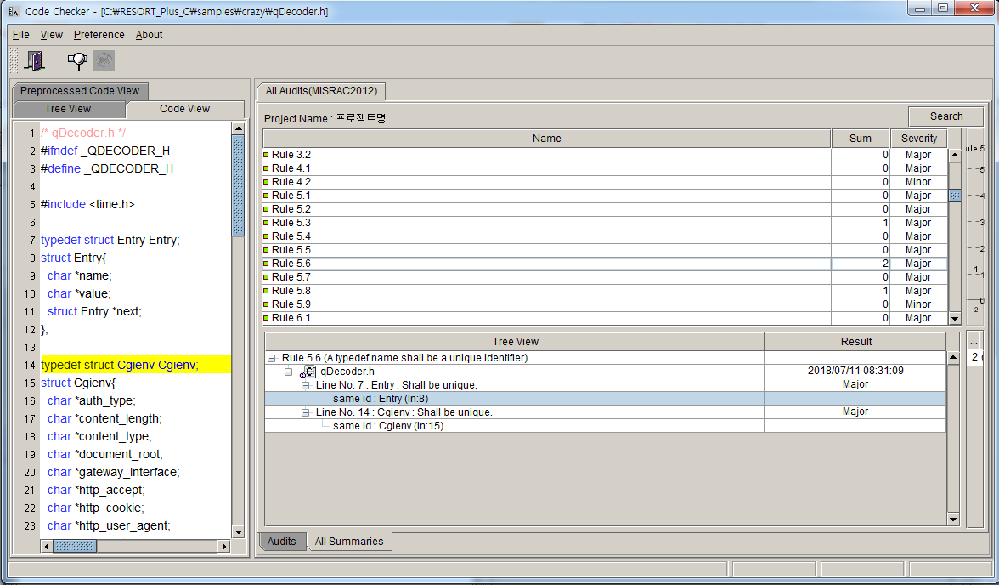 Code Checker - [C:₩RESORT_Plus_C₩samples₩crazy₩qDecoder.h]
File View Preference About
Preprocessed Code View
Tree View Code View
1 /* qDecoder.h */
2 #ifndef _QDECODER_H
3 #define _QDECODER_H
4
5 #include <time.h>
6
7 typedef struct Entry Entry;
8 struct Entry{
9 char *name;
10 char *value;
11 struct Entry *next;
12 };
13
14 typedef struct Cgienv Cgienv;
15 struct Cgienv{
16 char *auth_type;
17 char *content_length;
18 char *content_type;
19 char *document_root;
20 char *gateway_interface;
21 char *http_accept;
22 char *http_cookie;
23 char *http_user_agent;
All Audits(MISRAC2012)
Project Name : 프로젝트명
Search
Name Sum Severity
Rule 3.2 0 Major
Rule 4.1 0 Major
Rule 4.2 0 Minor
Rule 5.1 0 Major
Rule 5.2 0 Major
Rule 5.3 1 Major
Rule 5.4 0 Major
Rule 5.5 0 Major
Rule 5.6 2 Major
Rule 5.7 0 Major
Rule 5.8 1 Major
Rule 5.9 0 Minor
Rule 6.1 0 Major
ule 5
-5
-4
-3
-2
-1
1
0
2
Tree View Result
Rule 5.6 (A typedef name shall be a unique identifier)
qDecoder.h 2018/07/11 08:31:09
Line No. 7 : Entry : Shall be unique. Major
same id : Entry (ln:8)
Line No. 14 : Cgienv : Shall be unique. Major
same id : Cgienv (ln:15)
...
2
Audits All Summaries